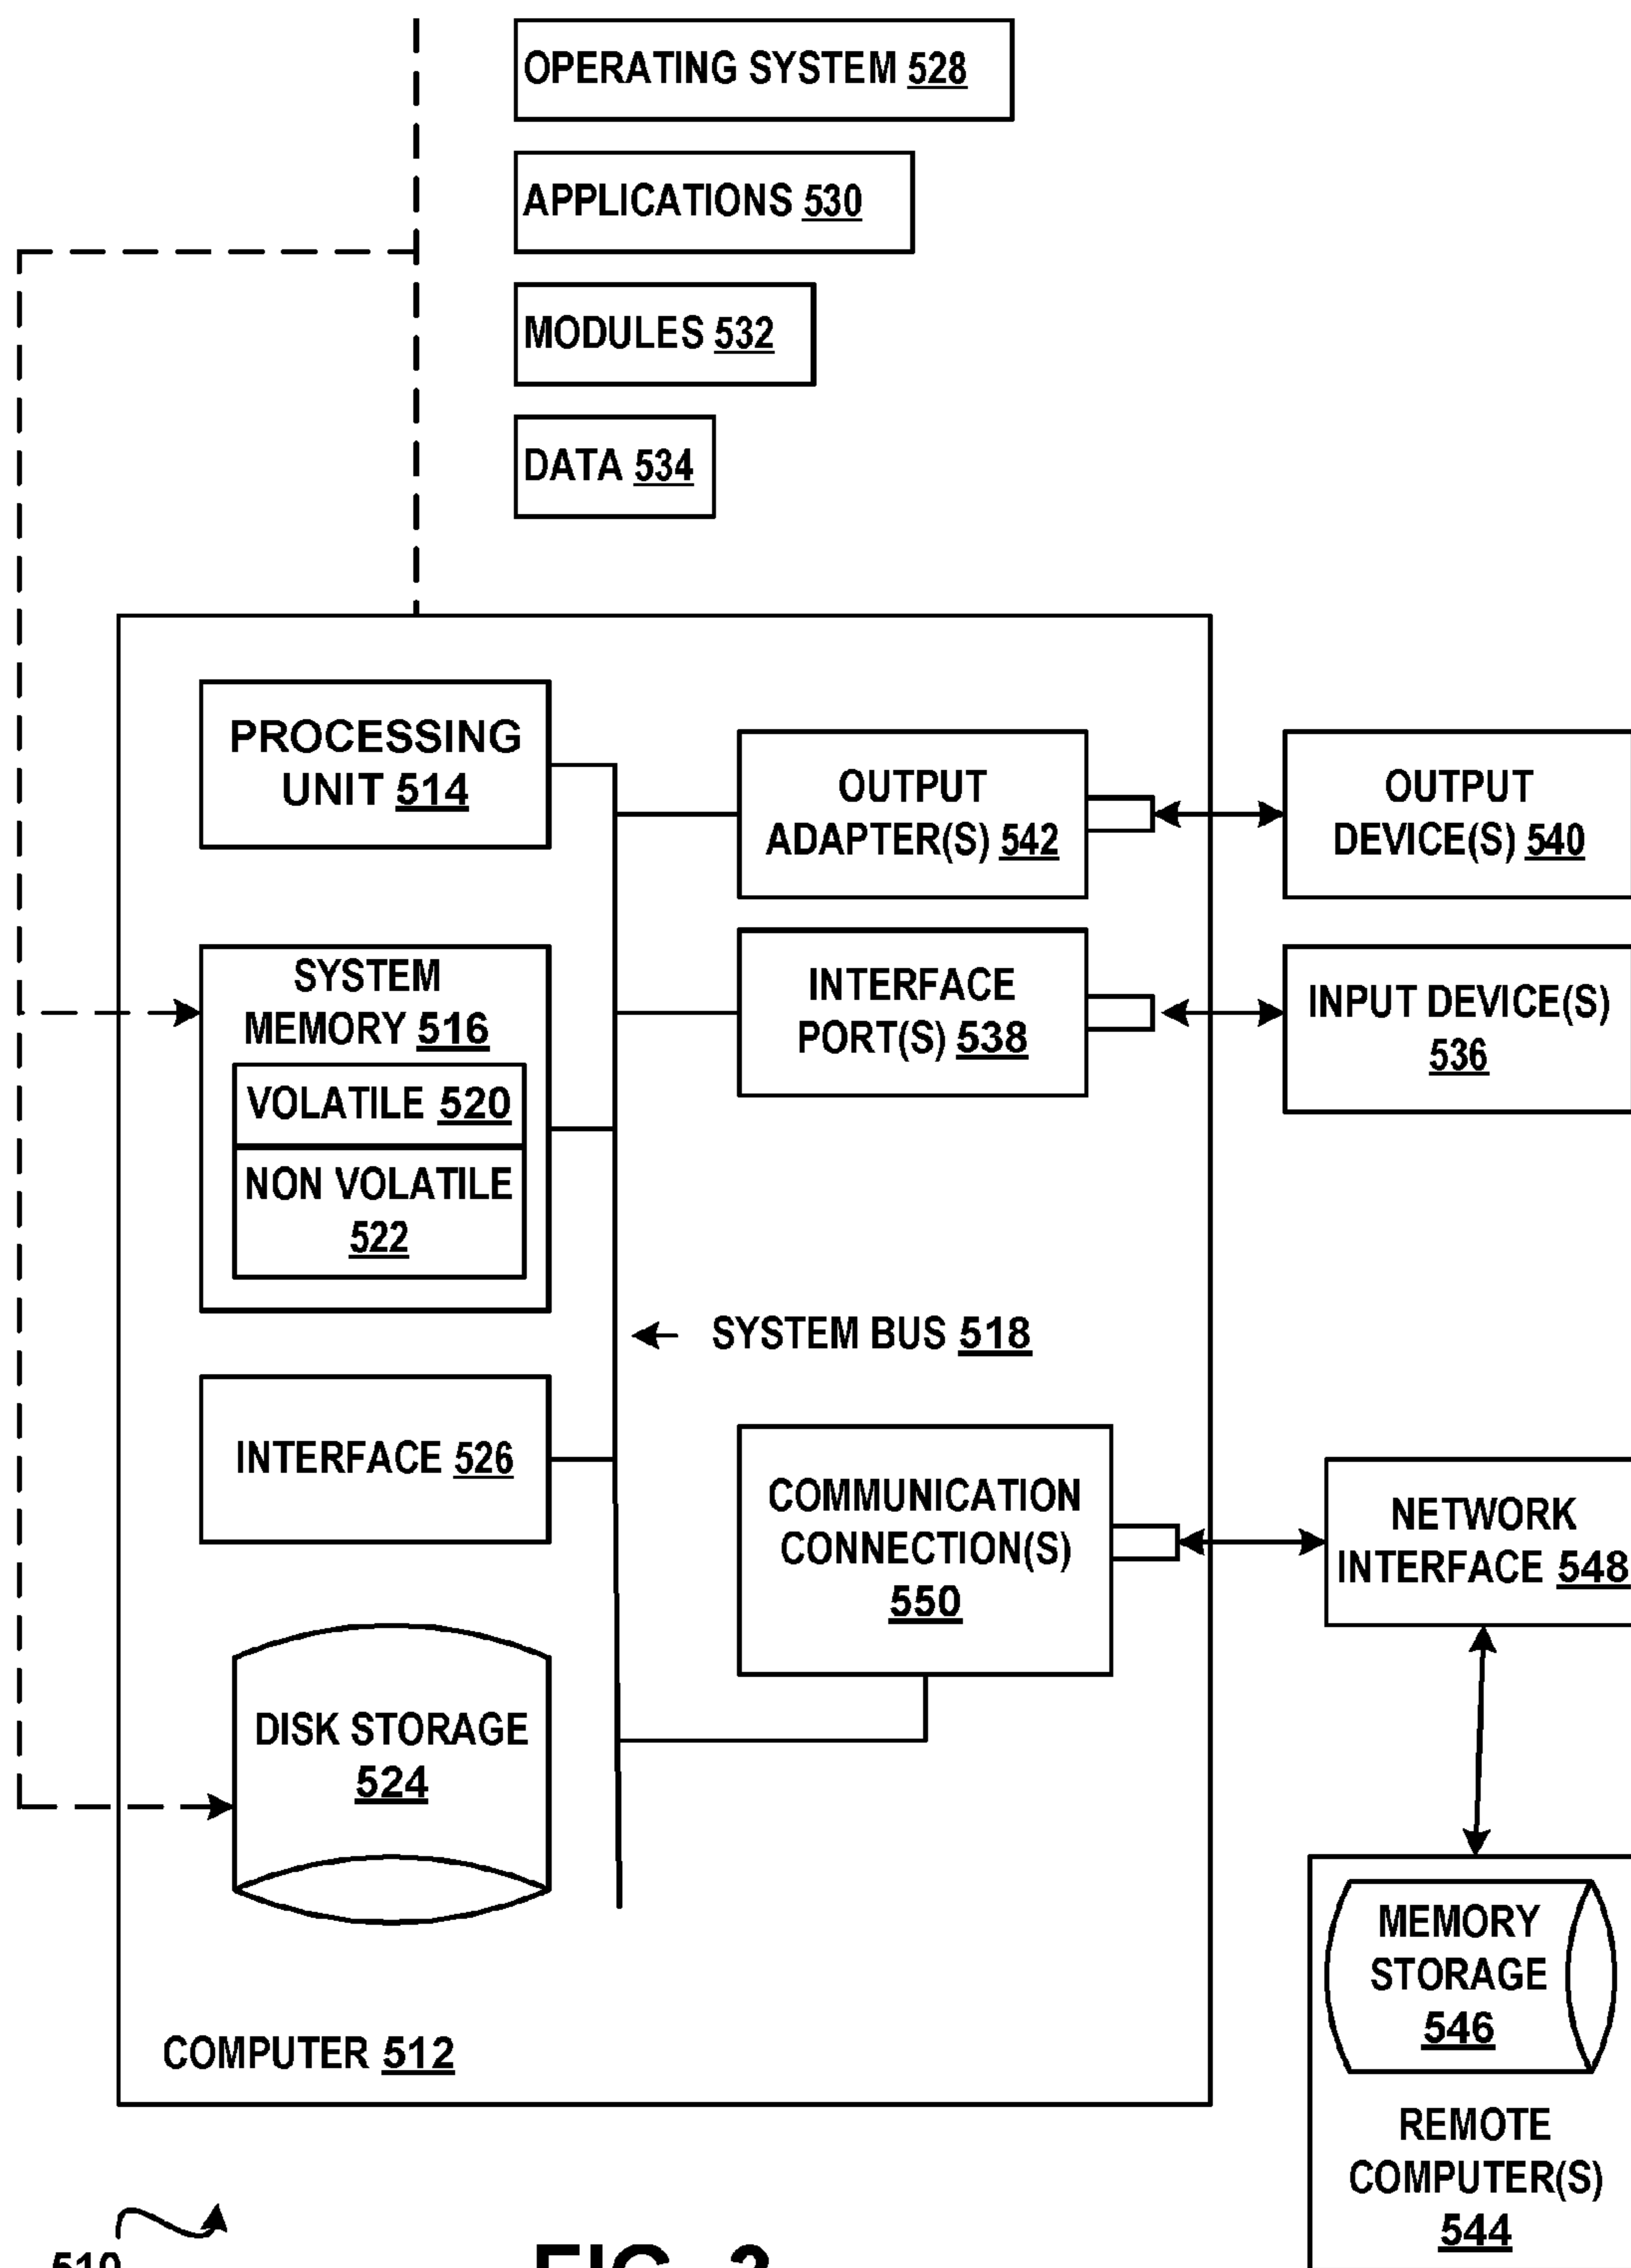 OPERATING SYSTEM 528
APPLICATIONS 530
MODULES 532
DATA 534
PROCESSING
UNIT 514
OUTPUT
ADAPTER(S) 542
OUTPUT
DEVICE(S) 540
SYSTEM
MEMORY 516
VOLATILE 520
NON VOLATILE
522
INTERFACE
PORT(S) 538
INPUT DEVICE(S)
536
SYSTEM BUS 518
INTERFACE 526
COMMUNICATION
CONNECTION(S)
550
NETWORK
INTERFACE 548
DISK STORAGE
524
MEMORY
STORAGE
546
COMPUTER 512
REMOTE
COMPUTER(S)
544
510
FIG.